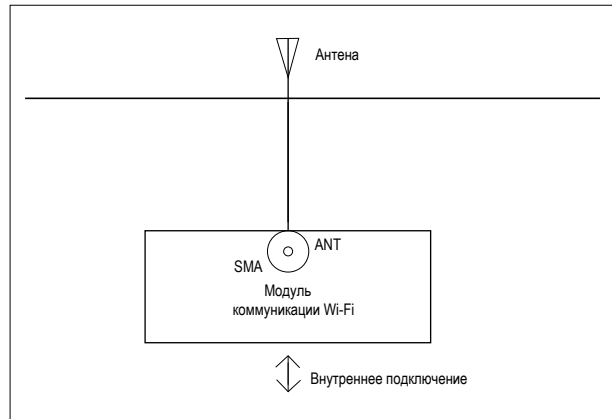 Антена
ANT
SMA
Модуль
коммуникации Wi-Fi
Внутреннее подключение